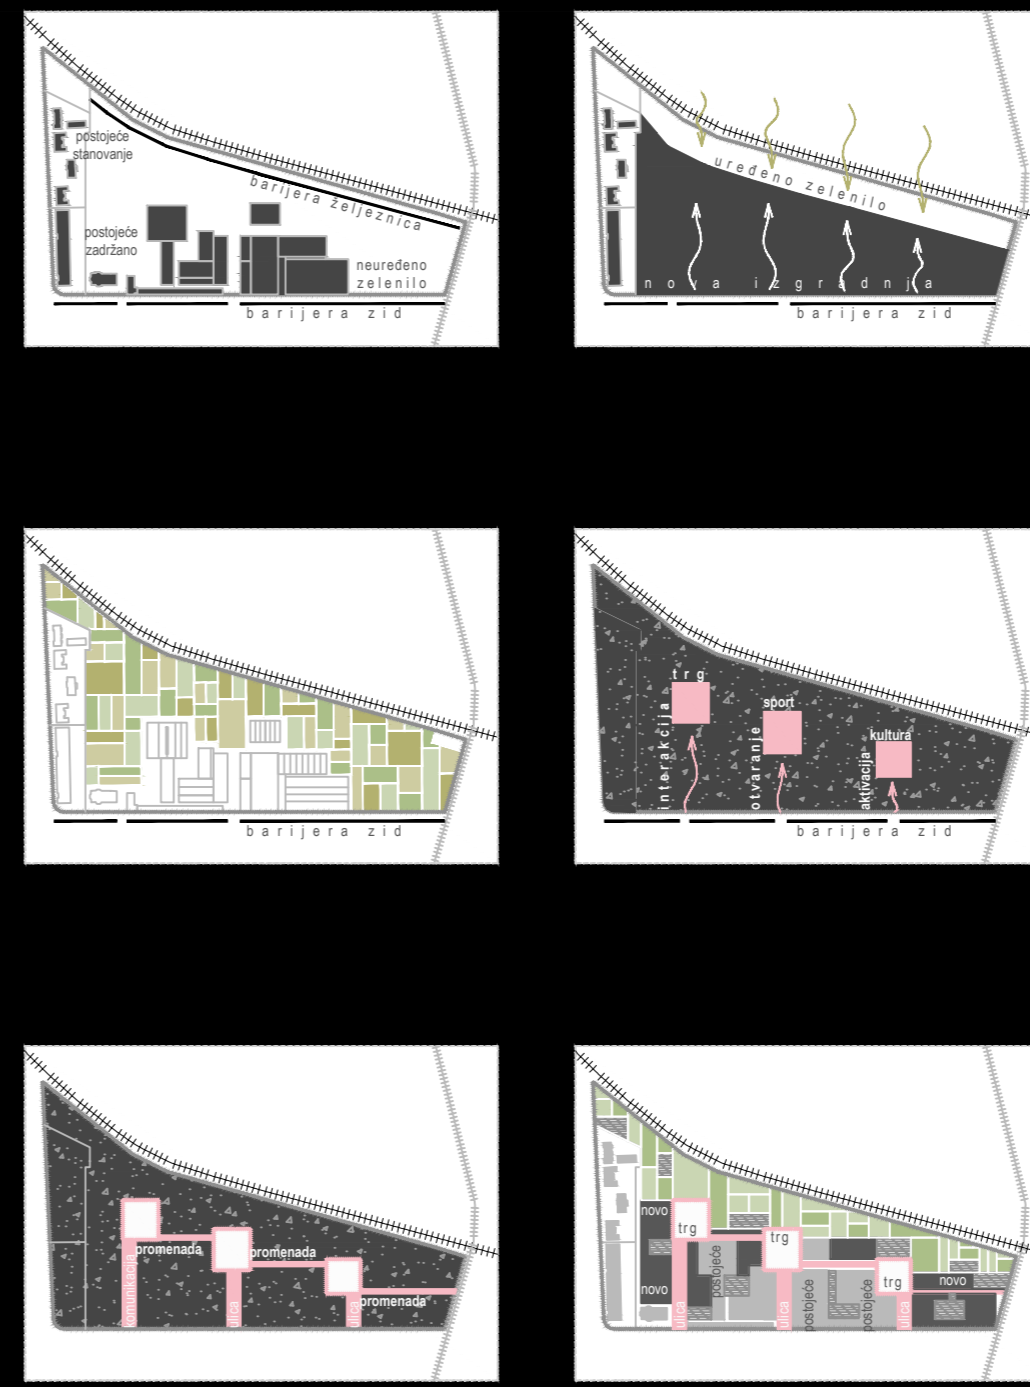 postojeće
stanovanje
barijera željeznica
postojeće
zadržano
neuređeno
zelenilo
barijera zid
uređeno zelenilo
nova izgradnja
barijera zid
barijera zid
trg
sport
kultura
interakcija
otvaranje
aktivacija
barijera zid
promenada
promenada
promenada
komunikacija
ulica
ulica
novo
trg
trg
postojeće
novo
trg
novo
ulica
ulica
postojeće
postojeće
ulica